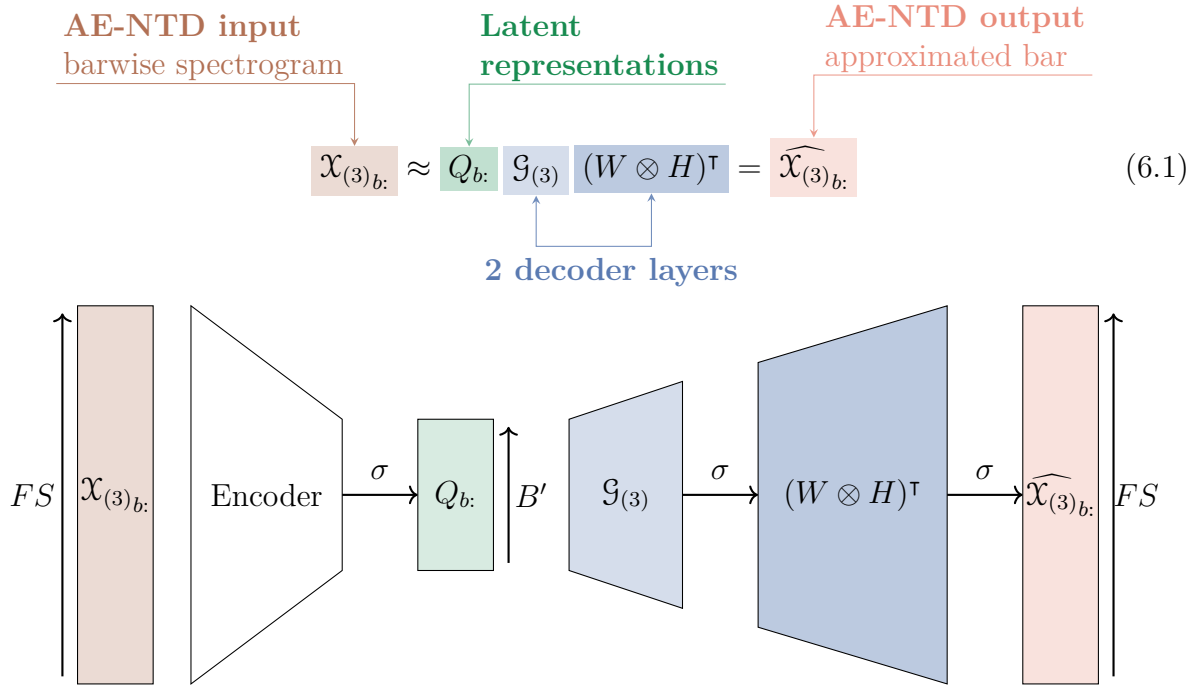 AE-NTD input
barwise spectrogram
Latent
representations
AE-NTD output
approximated bar
𝒳₍₃₎b: ≈ Qb: 𝒢₍₃₎ (W ⊗ H)ᵀ = 𝒳̂₍₃₎b: (6.1)
2 decoder layers
FS 𝒳₍₃₎b: Encoder σ Qb: B′ 𝒢₍₃₎ σ (W ⊗ H)ᵀ σ 𝒳̂₍₃₎b: FS